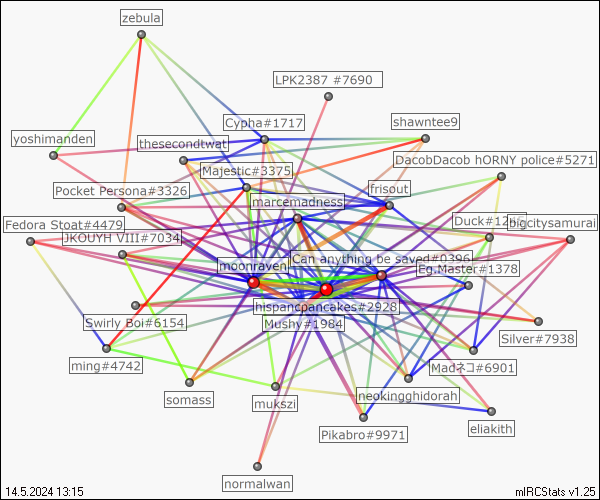 zebula
LPK2387 #7690
Cypha#1717
shawntee9
yoshimanden
thesecondtwat
DacobDacob hORNY police#5271
Majestic#3375
Pocket Persona#3326
frisout
marcemadness
Fedora Stoat#4479
Duck#12
bigcitysamurai
JKOUYH VIII#7034
Can anything be saved#0396
moonraven
Eg.Master#1378
hispancpancakes#2928
Swirly Boi#6154
Mushy#1984
Silver#7938
ming#4742
Madネコ#6901
somass
mukszi
neokingghidorah
Pikabro#9971
eliakith
normalwan
14.5.2024 13:15
mIRCStats v1.25